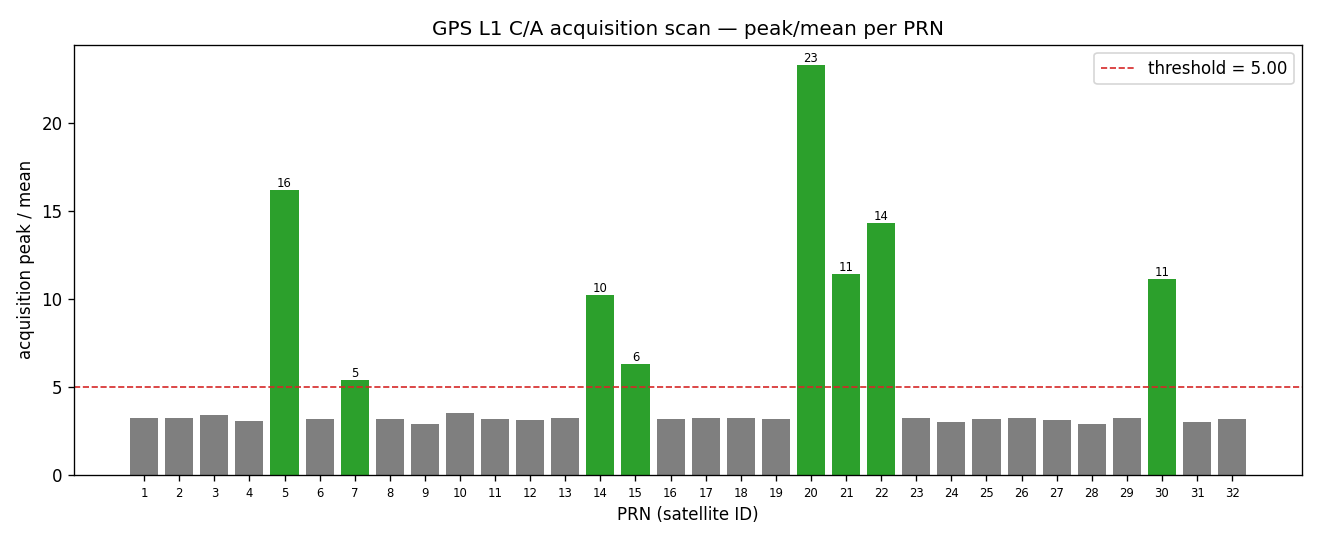 GPS L1 C/A acquisition scan — peak/mean per PRN
threshold = 5.00
acquisition peak / mean
20
15
10
5
0
16
5
10
6
23
11
14
11
1 2 3 4 5 6 7 8 9 10 11 12 13 14 15 16 17 18 19 20 21 22 23 24 25 26 27 28 29 30 31 32
PRN (satellite ID)